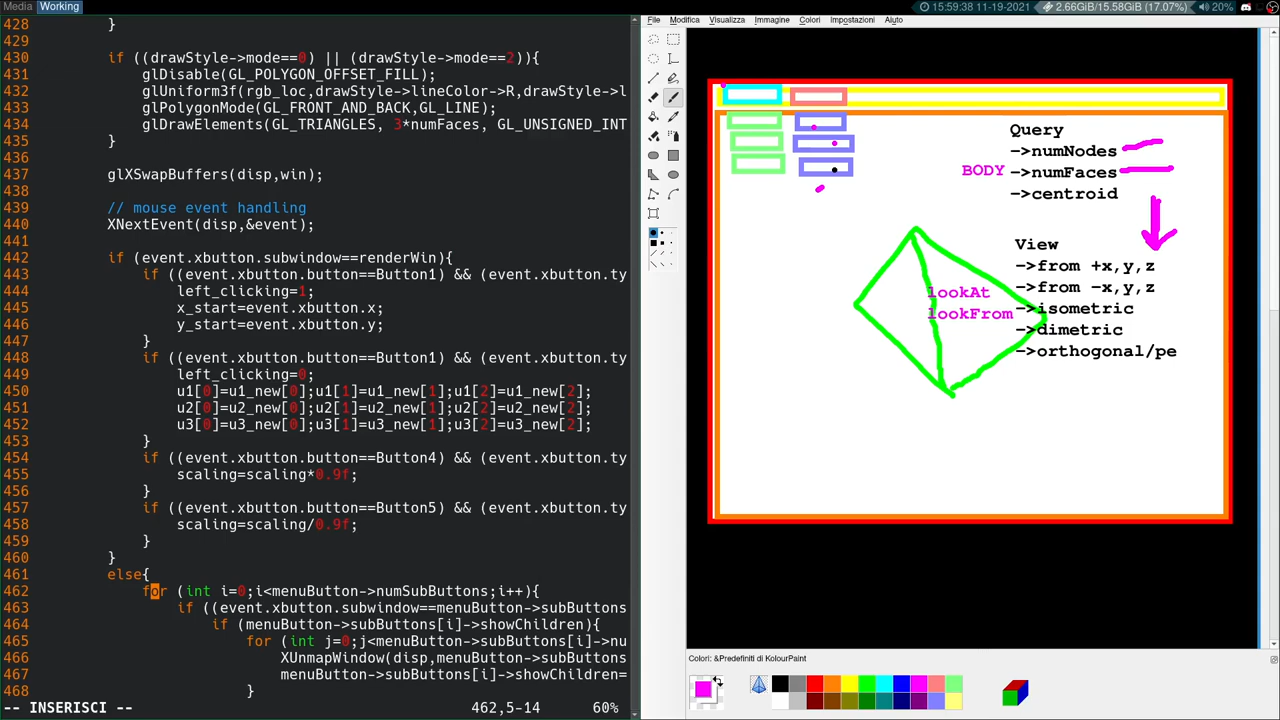 Media Working
15:59:38 11-19-2021 2.66GiB/15.58GiB (17.07%) 20%
428 }
429
430 if ((drawStyle->mode==0) || (drawStyle->mode==2)){
431 glDisable(GL_POLYGON_OFFSET_FILL);
432 glUniform3f(rgb_loc,drawStyle->lineColor->R,drawStyle->l
433 glPolygonMode(GL_FRONT_AND_BACK,GL_LINE);
434 glDrawElements(GL_TRIANGLES, 3*numFaces, GL_UNSIGNED_INT
435 }
436
437 glXSwapBuffers(disp,win);
438
439 // mouse event handling
440 XNextEvent(disp,&event);
441
442 if (event.xbutton.subwindow==renderWin){
443 if ((event.xbutton.button==Button1) && (event.xbutton.ty
444 left_clicking=1;
445 x_start=event.xbutton.x;
446 y_start=event.xbutton.y;
447 }
448 if ((event.xbutton.button==Button1) && (event.xbutton.ty
449 left_clicking=0;
450 u1[0]=u1_new[0];u1[1]=u1_new[1];u1[2]=u1_new[2];
451 u2[0]=u2_new[0];u2[1]=u2_new[1];u2[2]=u2_new[2];
452 u3[0]=u3_new[0];u3[1]=u3_new[1];u3[2]=u3_new[2];
453 }
454 if ((event.xbutton.button==Button4) && (event.xbutton.ty
455 scaling=scaling*0.9f;
456 }
457 if ((event.xbutton.button==Button5) && (event.xbutton.ty
458 scaling=scaling/0.9f;
459 }
460 }
461 else{
462 for (int i=0;i<menuButton->numSubButtons;i++){
463 if ((event.xbutton.subwindow==menuButton->subButtons
464 if (menuButton->subButtons[i]->showChildren){
465 for (int j=0;j<menuButton->subButtons[i]->nu
466 XUnmapWindow(disp,menuButton->subButtons
467 menuButton->subButtons[i]->showChildren=
468 }
-- INSERISCI -- 462,5-14 60%
File Modifica Visualizza Immagine Colori Impostazioni Aiuto
Query
->numNodes
BODY ->numFaces
->centroid
View
->from +x,y,z
->from -x,y,z
lookAt
lookFrom
->isometric
->dimetric
->orthogonal/pe
Colori: &Predefiniti di KolourPaint